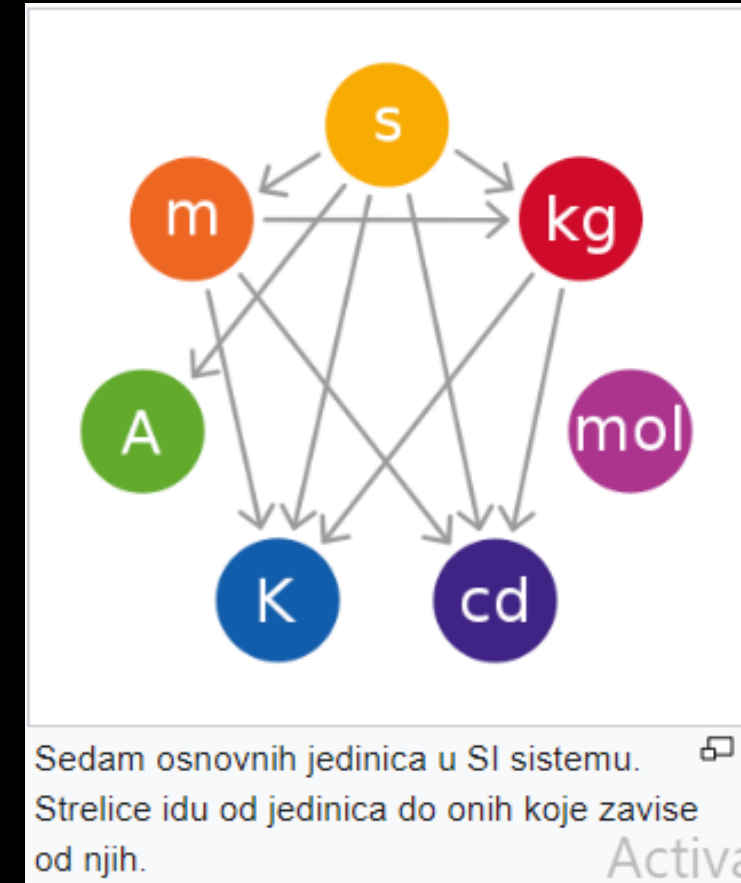 s
m
kg
A
mol
K
cd
Sedam osnovnih jedinica u SI sistemu.
Strelice idu od jedinica do onih koje zavise
od njih.
Activa